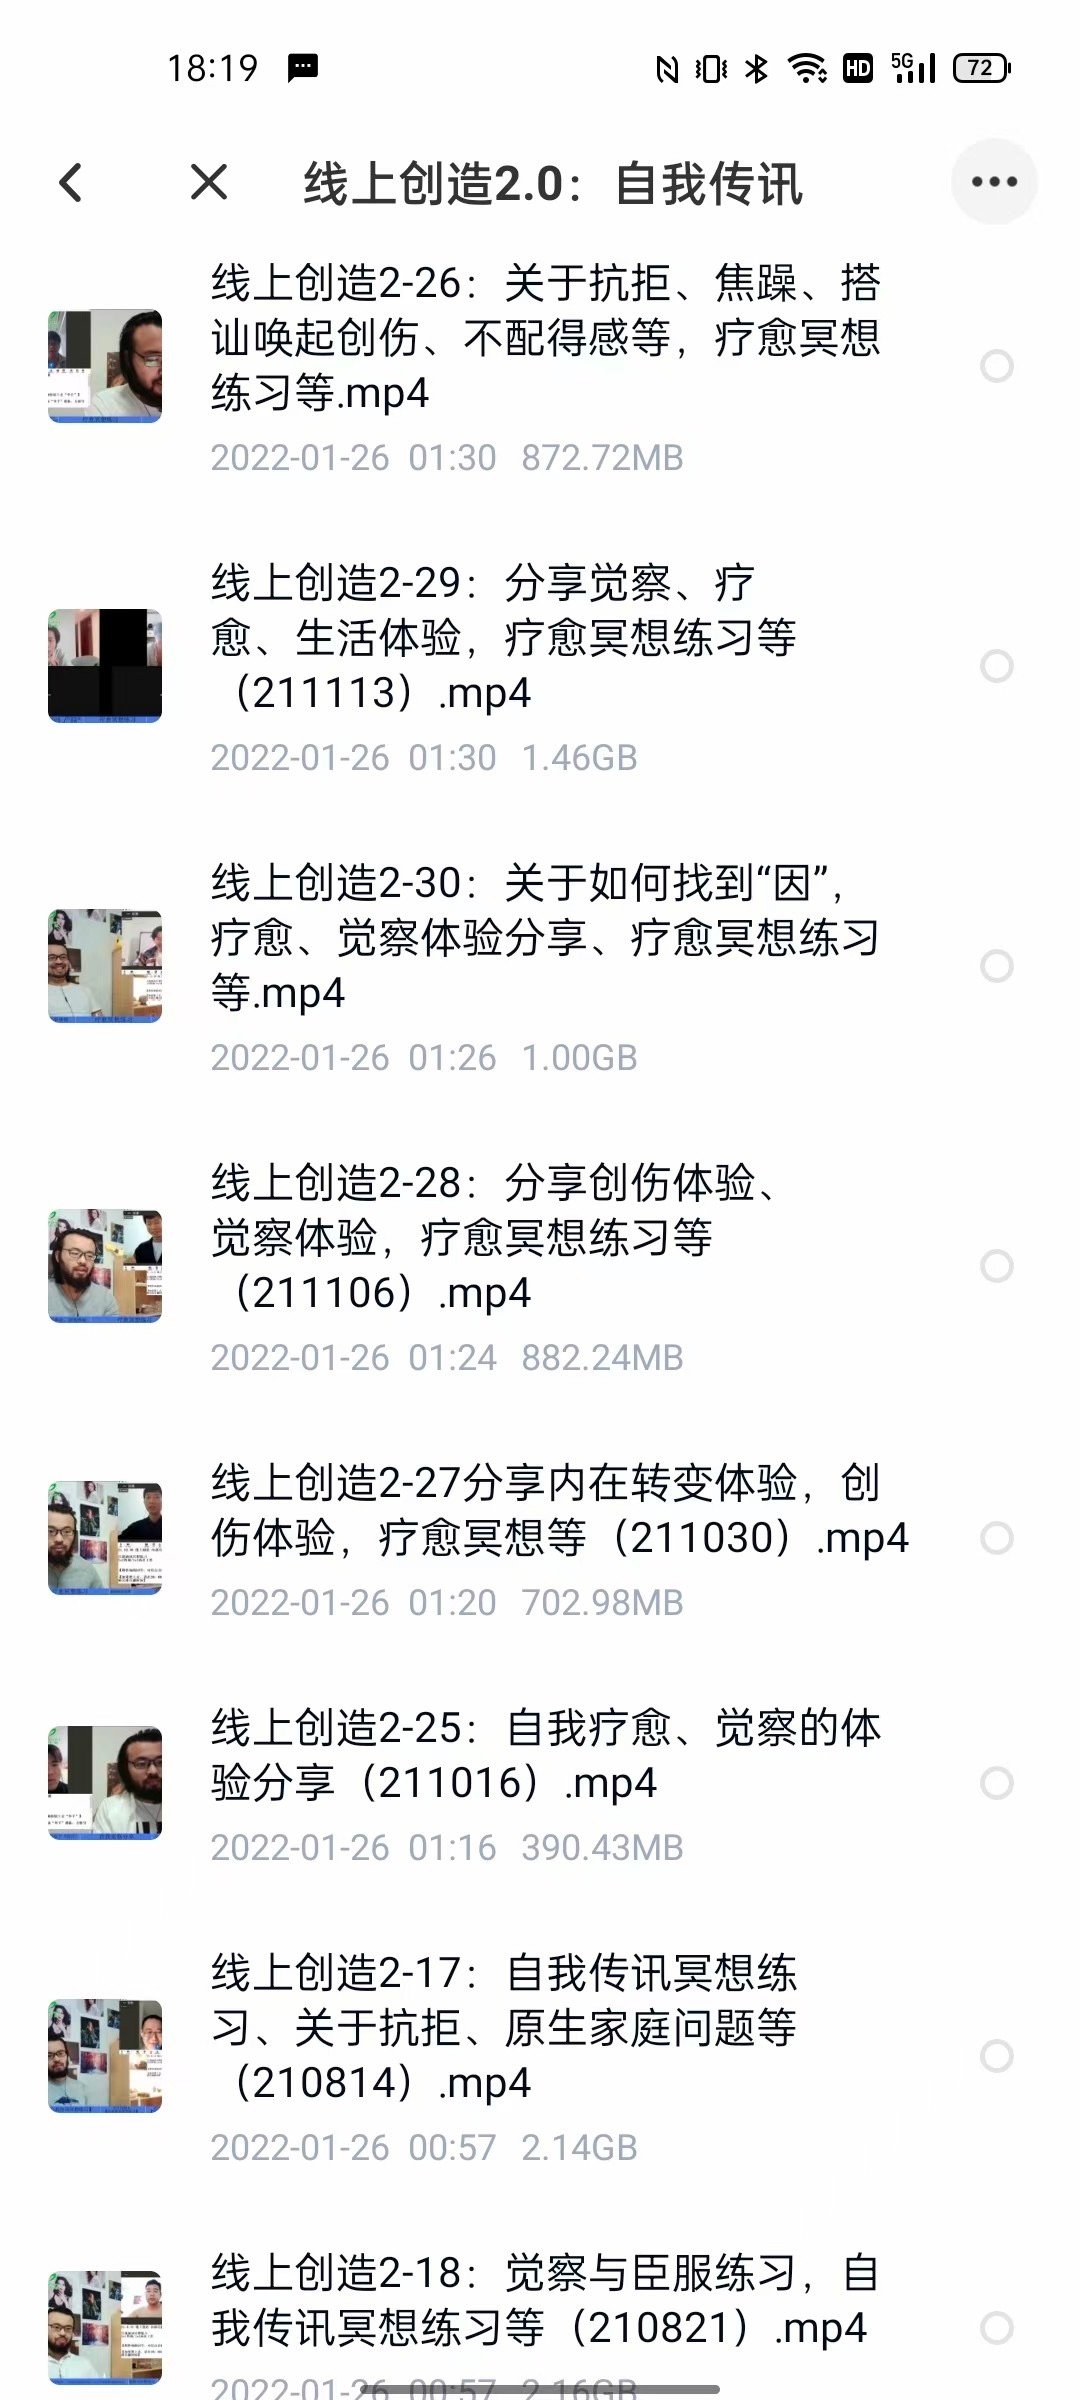 18:19
HD 5G 72
线上创造2.0：自我传讯
线上创造2-26：关于抗拒、焦躁、搭
讪唤起创伤、不配得感等，疗愈冥想
练习等.mp4
2022-01-26 01:30 872.72MB
线上创造2-29：分享觉察、疗
愈、生活体验，疗愈冥想练习等
（211113）.mp4
2022-01-26 01:30 1.46GB
线上创造2-30：关于如何找到“因”，
疗愈、觉察体验分享、疗愈冥想练习
等.mp4
2022-01-26 01:26 1.00GB
线上创造2-28：分享创伤体验、
觉察体验，疗愈冥想练习等
（211106）.mp4
2022-01-26 01:24 882.24MB
线上创造2-27分享内在转变体验，创
伤体验，疗愈冥想等（211030）.mp4
2022-01-26 01:20 702.98MB
线上创造2-25：自我疗愈、觉察的体
验分享（211016）.mp4
2022-01-26 01:16 390.43MB
线上创造2-17：自我传讯冥想练
习、关于抗拒、原生家庭问题等
（210814）.mp4
2022-01-26 00:57 2.14GB
线上创造2-18：觉察与臣服练习，自
我传讯冥想练习等（210821）.mp4
2022-01-26 00:57 2.16GB